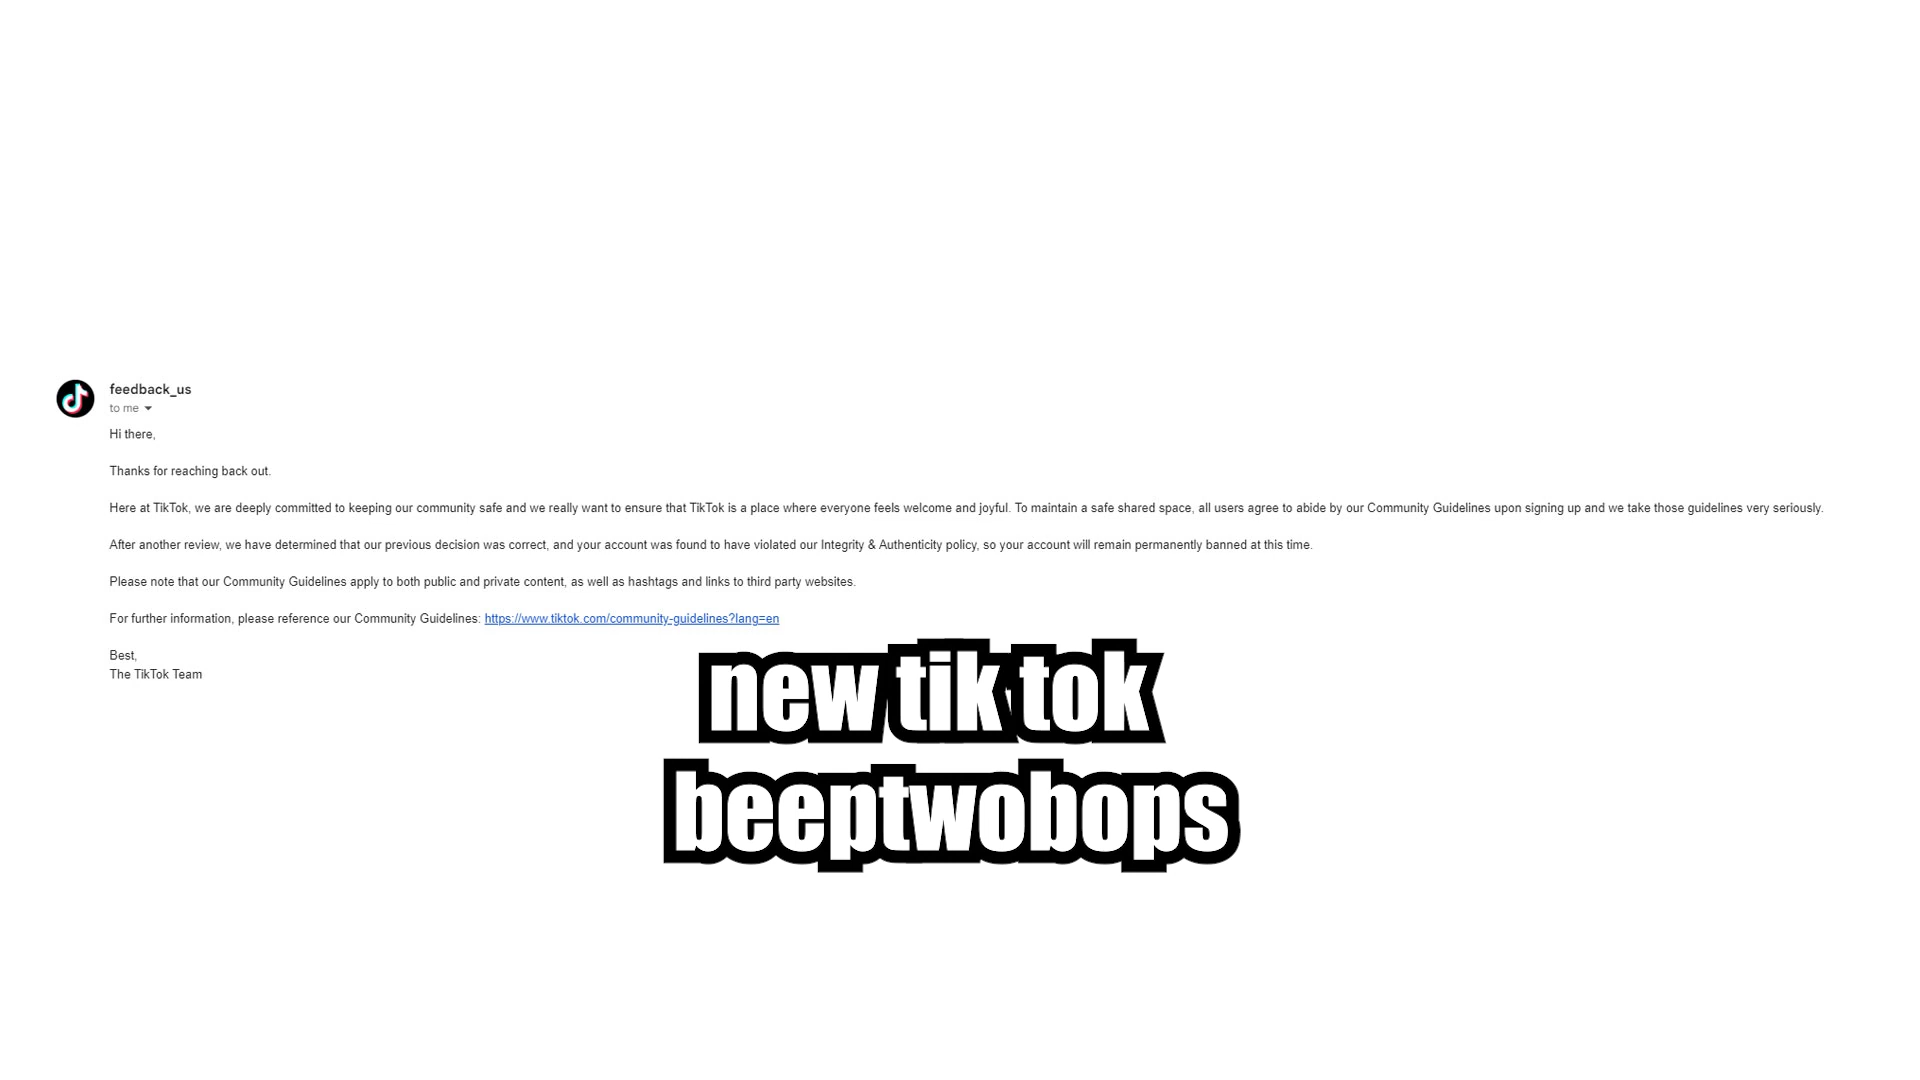 feedback_us
to me
Hi there,
Thanks for reaching back out.
Here at TikTok, we are deeply committed to keeping our community safe and we really want to ensure that TikTok is a place where everyone feels welcome and joyful. To maintain a safe shared space, all users agree to abide by our Community Guidelines upon signing up and we take those guidelines very seriously.
After another review, we have determined that our previous decision was correct, and your account was found to have violated our Integrity & Authenticity policy, so your account will remain permanently banned at this time.
Please note that our Community Guidelines apply to both public and private content, as well as hashtags and links to third party websites.
For further information, please reference our Community Guidelines: https://www.tiktok.com/community-guidelines?lang=en
Best,
The TikTok Team
new tik tok
beeptwobops